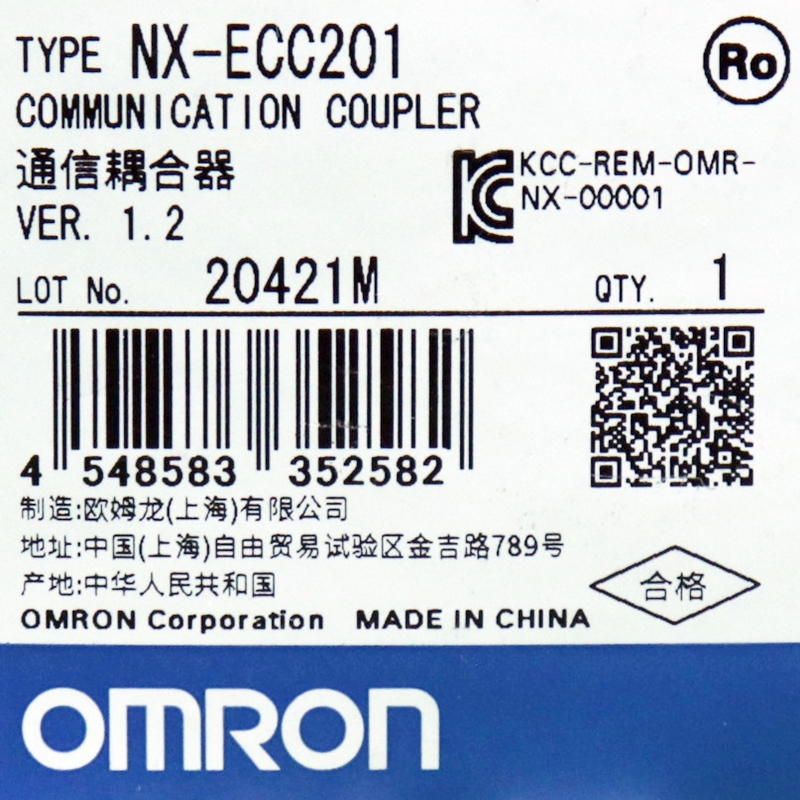 TYPE NX-ECC201
Ro
COMMUNICATION COUPLER
通信耦合器
KCC-REM-OMR-
NX-00001
VER. 1.2
LOT No. 20421M QTY. 1
4 548583 352582
制造:欧姆龙(上海)有限公司
地址:中国(上海)自由贸易试验区金吉路789号
产地:中华人民共和国
合格
OMRON Corporation MADE IN CHINA
OMRON